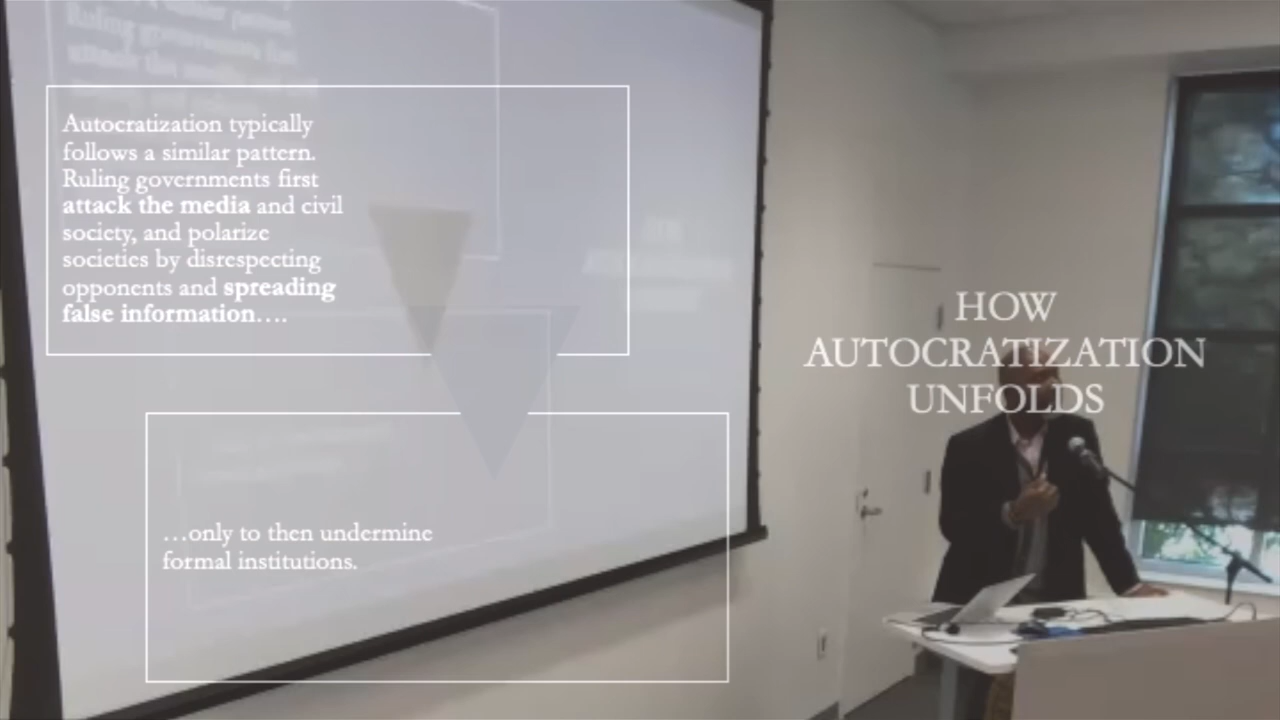 Autocratization typically
follows a similar pattern.
Ruling governments first
attack the media and civil
society, and polarize
societies by disrespecting
opponents and spreading
false information….
…only to then undermine
formal institutions.
HOW
AUTOCRATIZATION
UNFOLDS